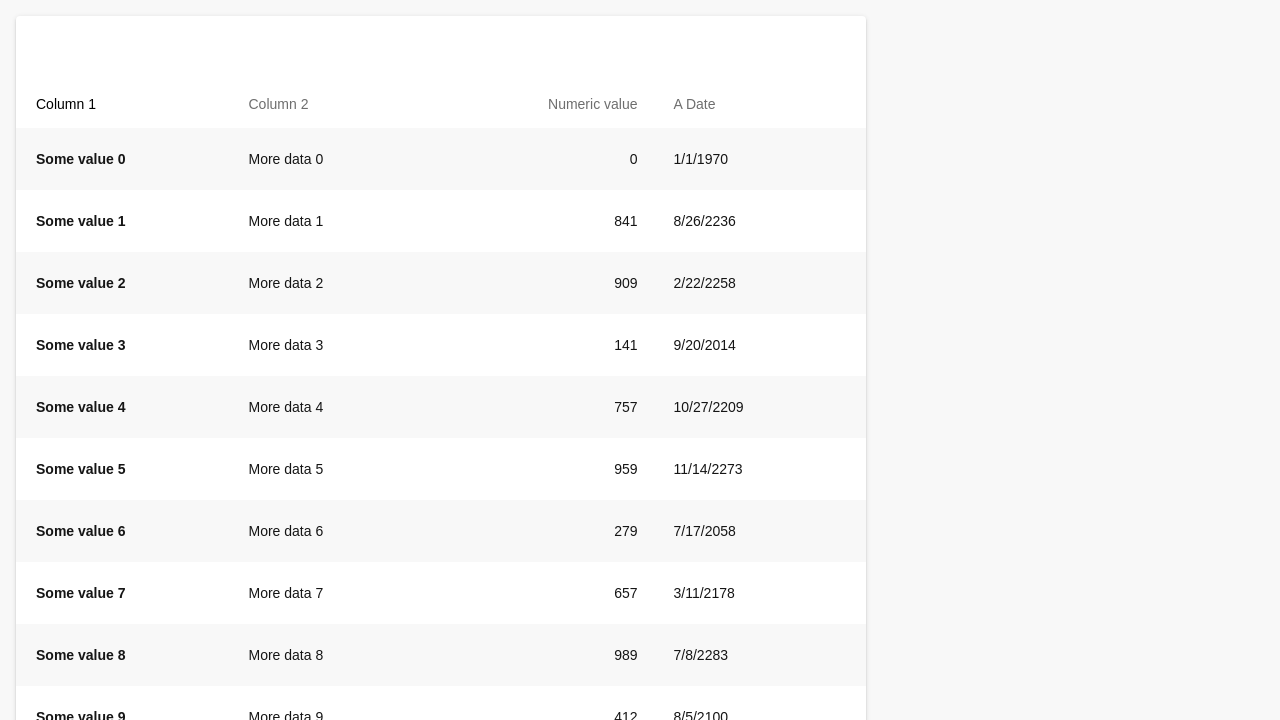 Column 1 Column 2 Numeric value A Date
Some value 0 More data 0 0 1/1/1970
Some value 1 More data 1 841 8/26/2236
Some value 2 More data 2 909 2/22/2258
Some value 3 More data 3 141 9/20/2014
Some value 4 More data 4 757 10/27/2209
Some value 5 More data 5 959 11/14/2273
Some value 6 More data 6 279 7/17/2058
Some value 7 More data 7 657 3/11/2178
Some value 8 More data 8 989 7/8/2283
Some value 9 More data 9 412 8/5/2100